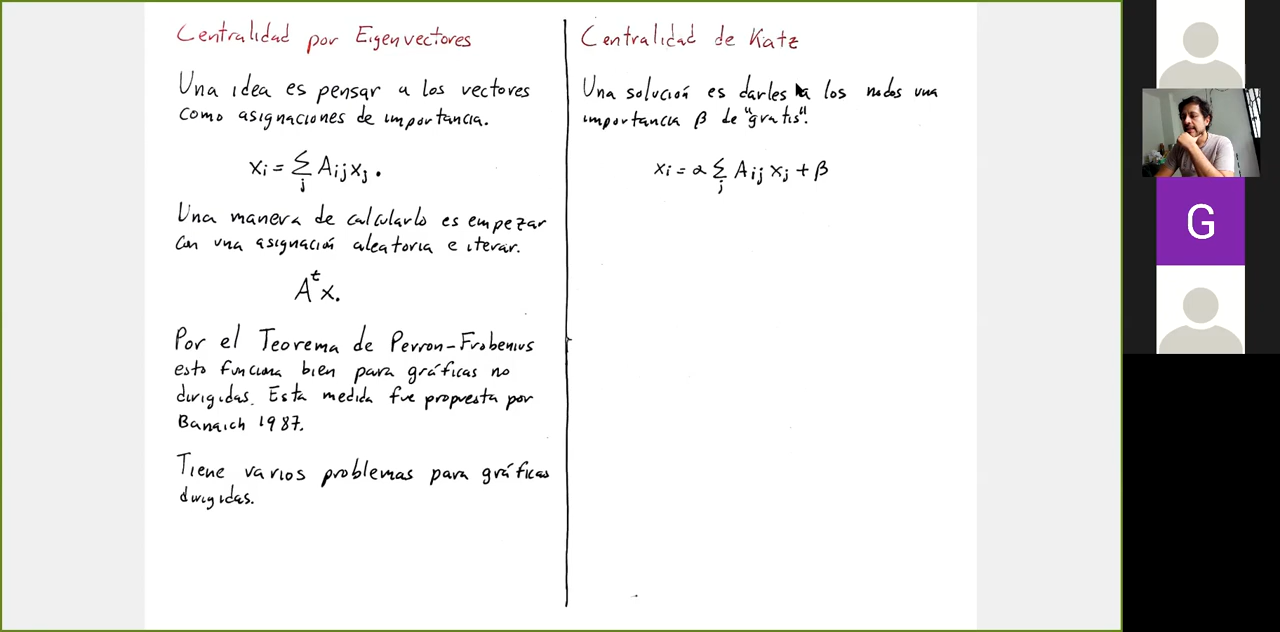 Centralidad por Eigenvectores
Una idea es pensar a los vectores
como asignaciones de importancia.
xi = Σj Aij xj.
Una manera de calcularlo es empezar
con una asignación aleatoria e iterar.
A^t x.
Por el Teorema de Perron-Frobenius
esto funciona bien para gráficas no
dirigidas. Esta medida fue propuesta por
Banaich 1987.
Tiene varios problemas para gráficas
dirigidas.
Centralidad de Katz
Una solución es darles a los nodos una
importancia β de "gratis".
xi = α Σj Aij xj + β
G